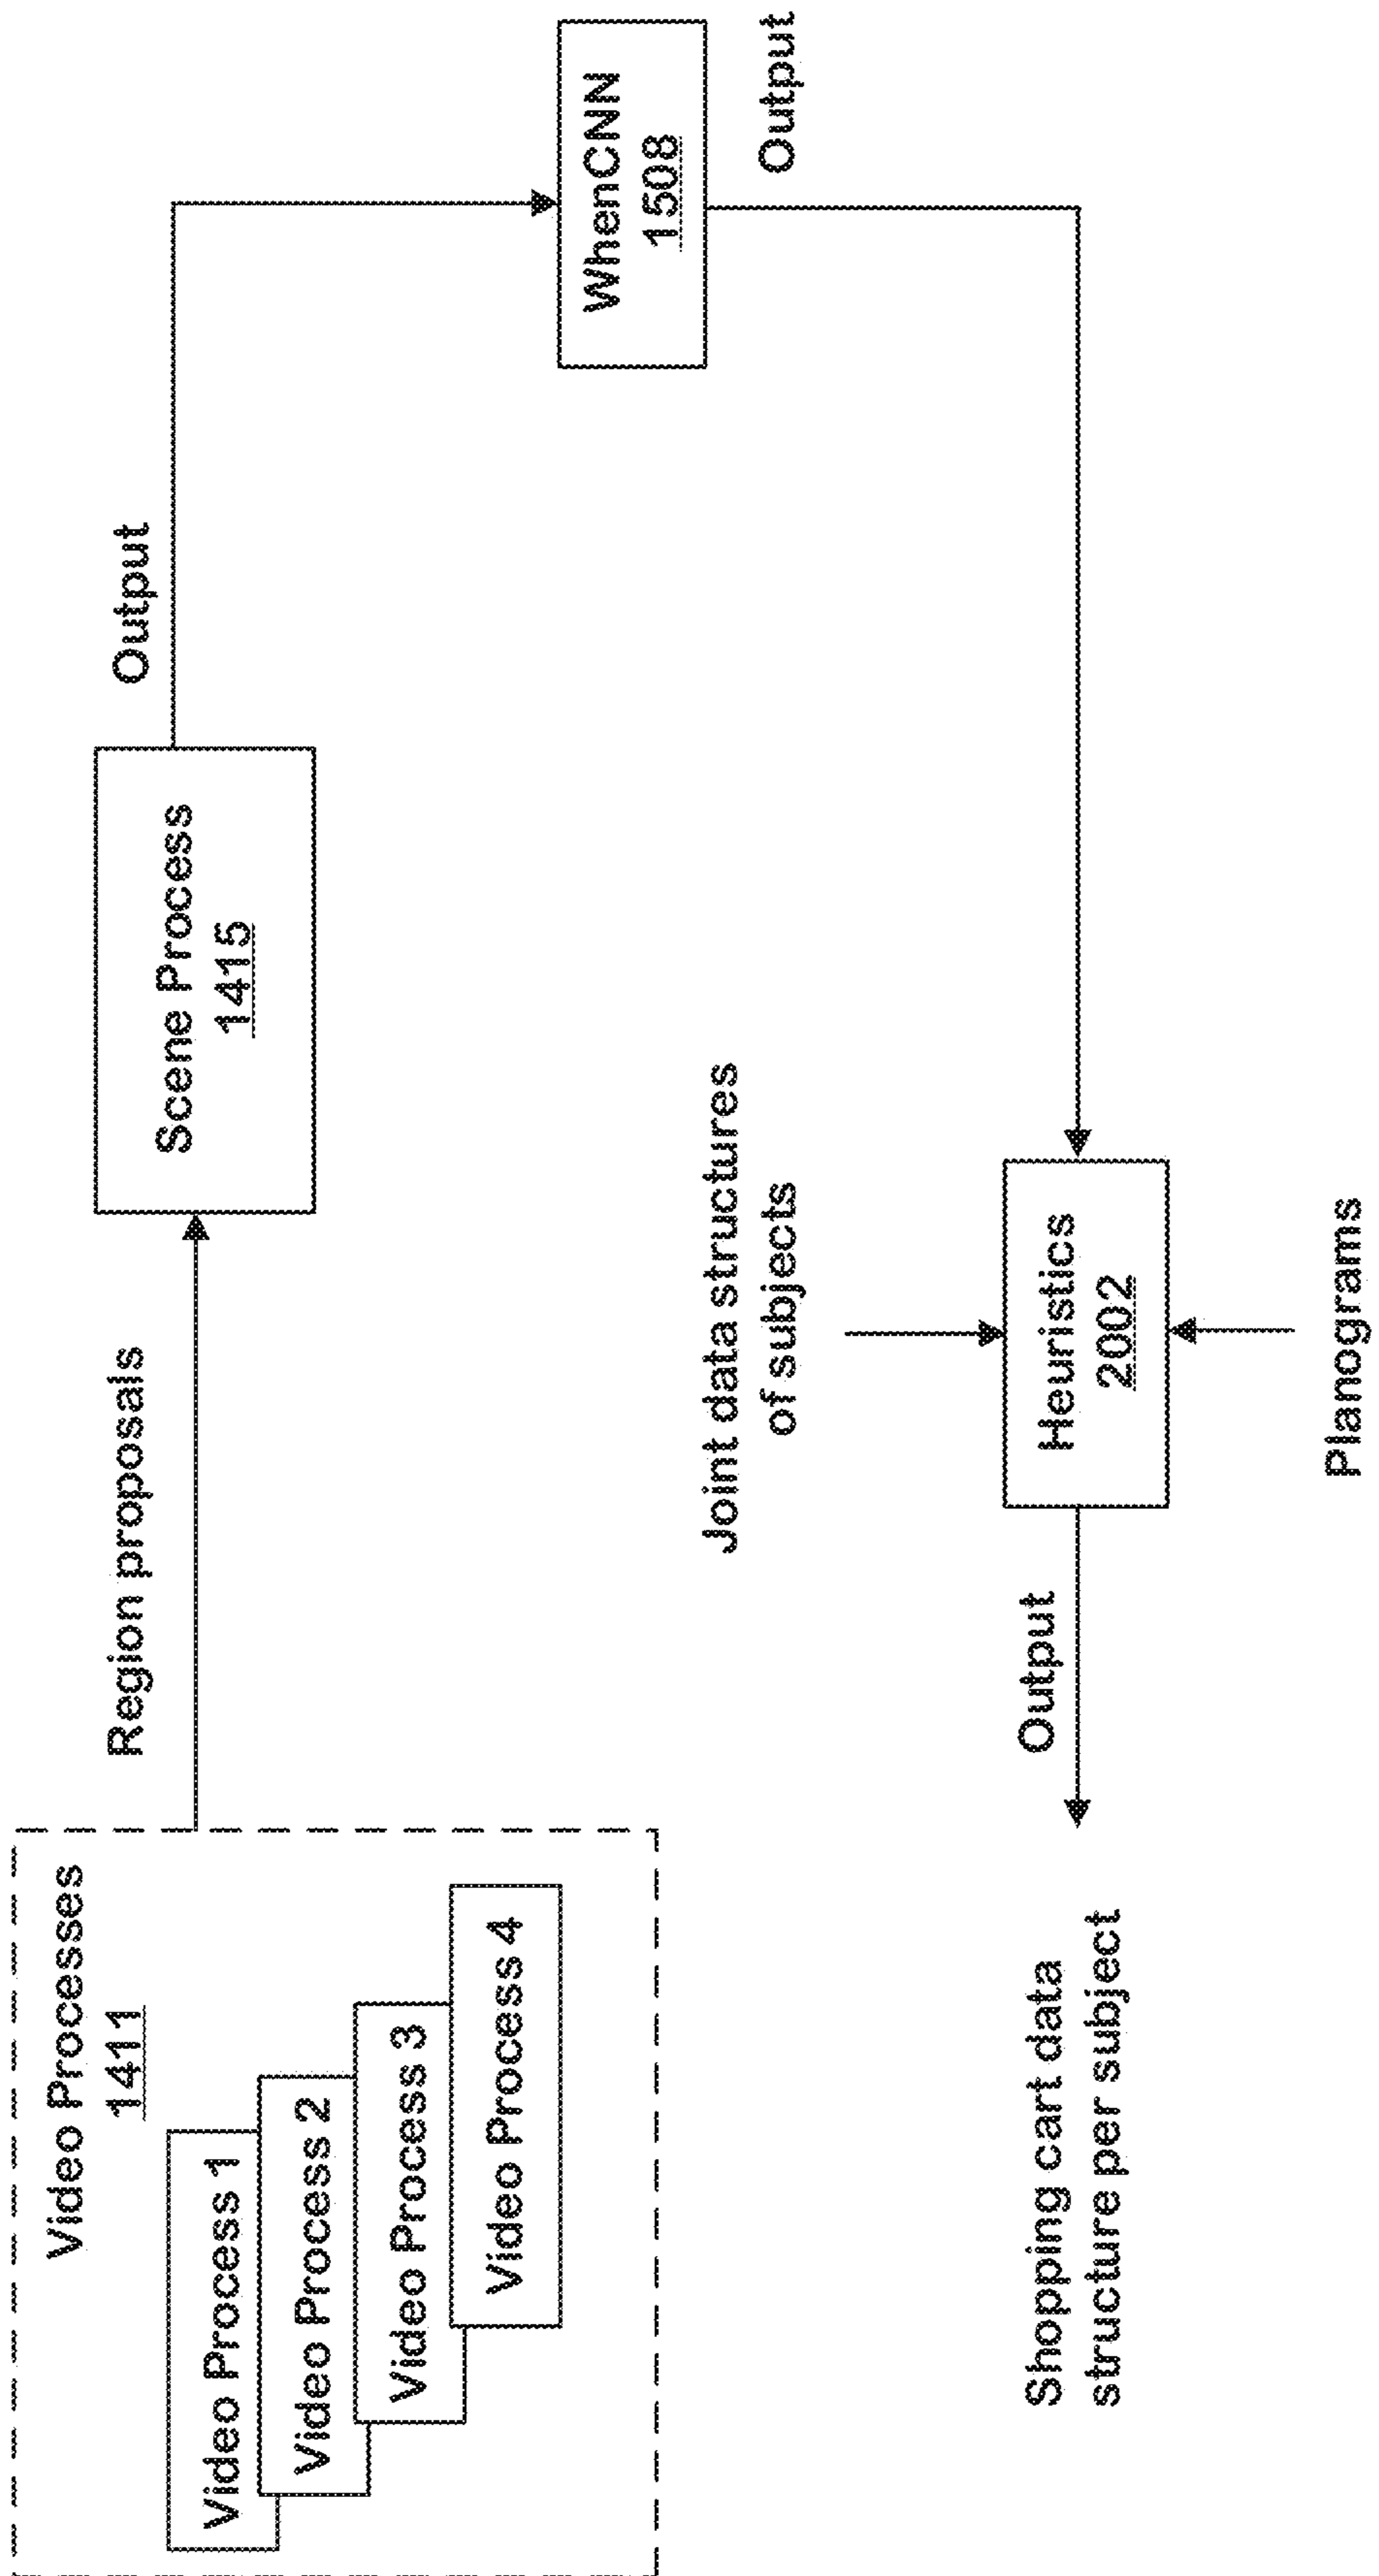 Video Processes
1411
Video Process 1
Video Process 2
Video Process 3
Video Process 4
Region proposals
Scene Process
1415
Output
WhenCNN
1508
Output
Joint data structures
of subjects
Heuristics
2002
Planograms
Output
Shopping cart data
structure per subject